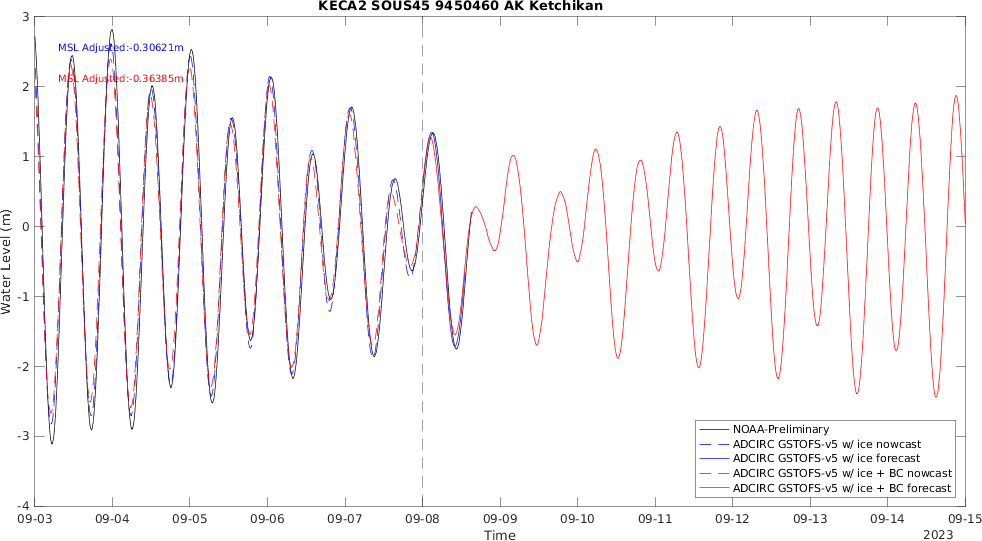 KECA2 SOUS45 9450460 AK Ketchikan
3
MSL Adjusted:-0.30621m
MSL Adjusted:-0.36385m
2
1
0
-1
-2
-3
-4
Water Level (m)
NOAA-Preliminary
ADCIRC GSTOFS-v5 w/ ice nowcast
ADCIRC GSTOFS-v5 w/ ice forecast
ADCIRC GSTOFS-v5 w/ ice + BC nowcast
ADCIRC GSTOFS-v5 w/ ice + BC forecast
09-03 09-04 09-05 09-06 09-07 09-08 09-09 09-10 09-11 09-12 09-13 09-14 09-15
Time
2023